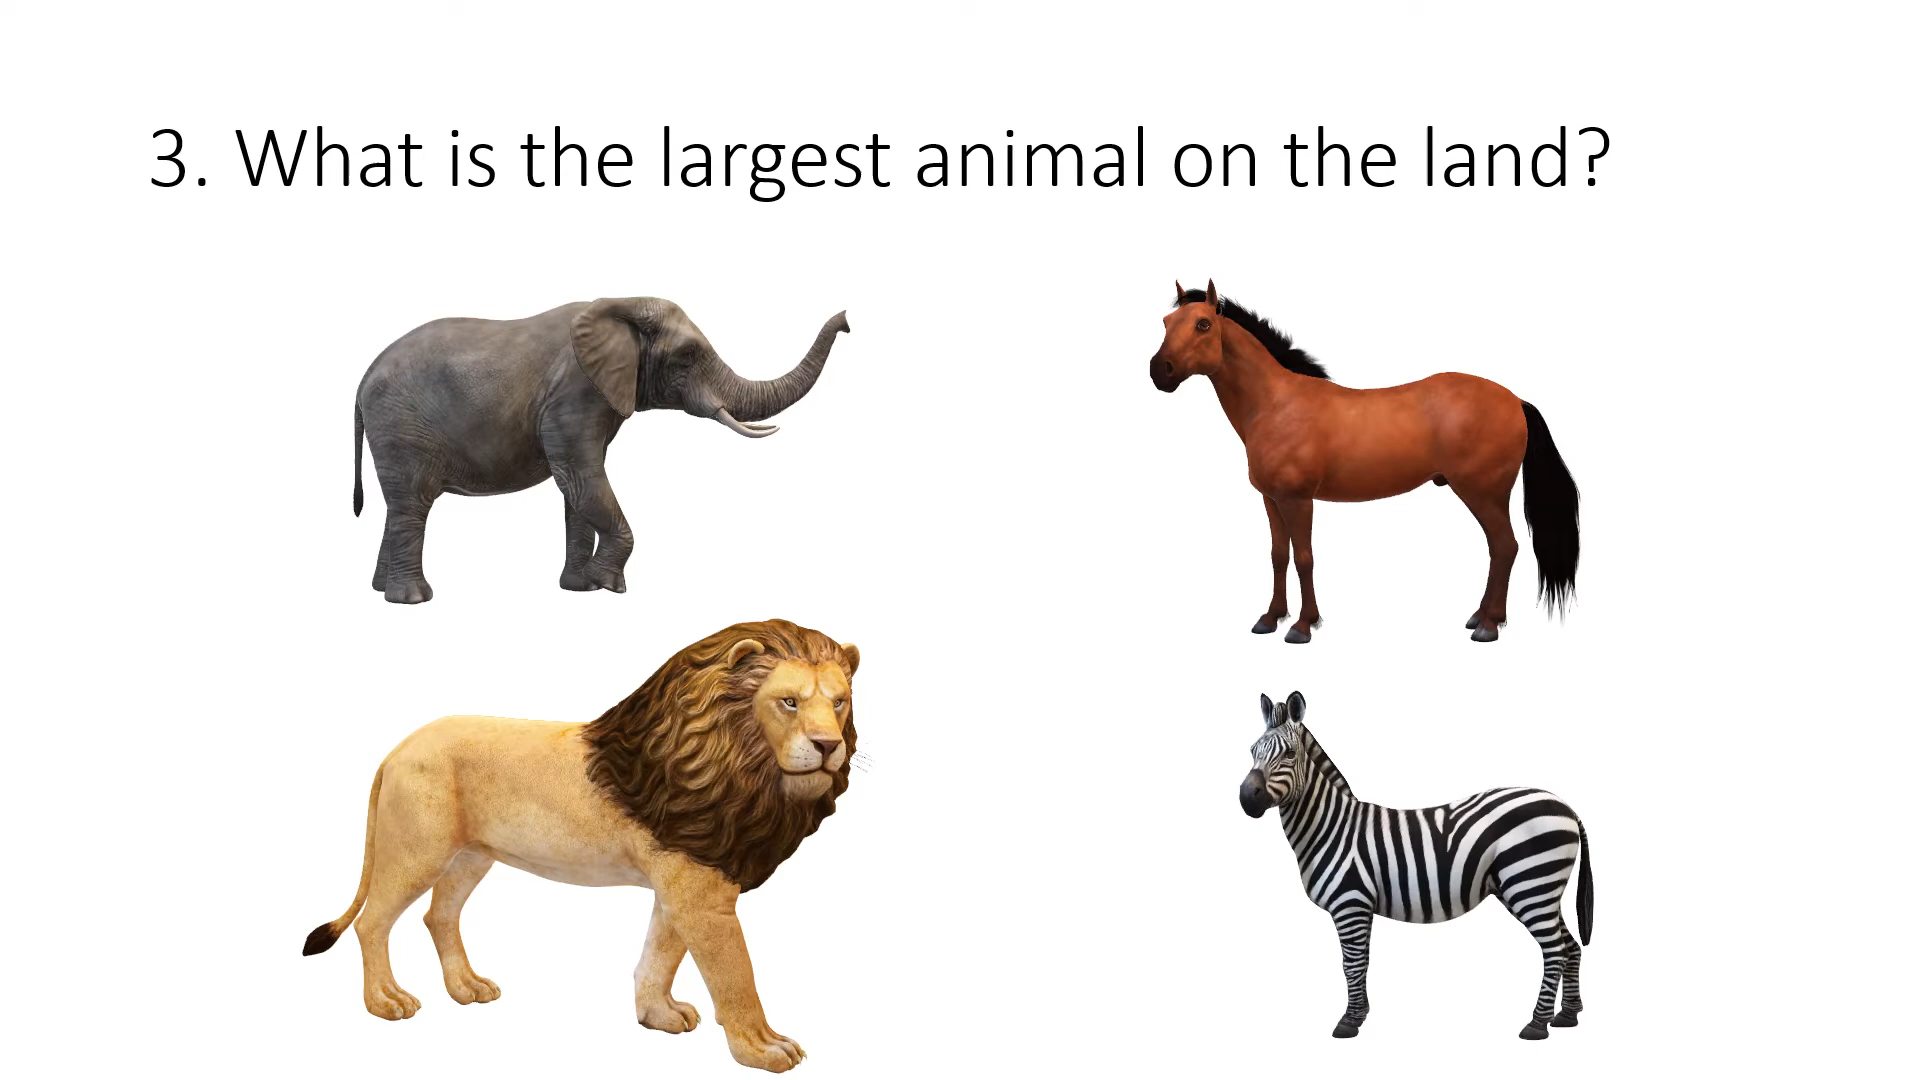 3. What is the largest animal on the land?